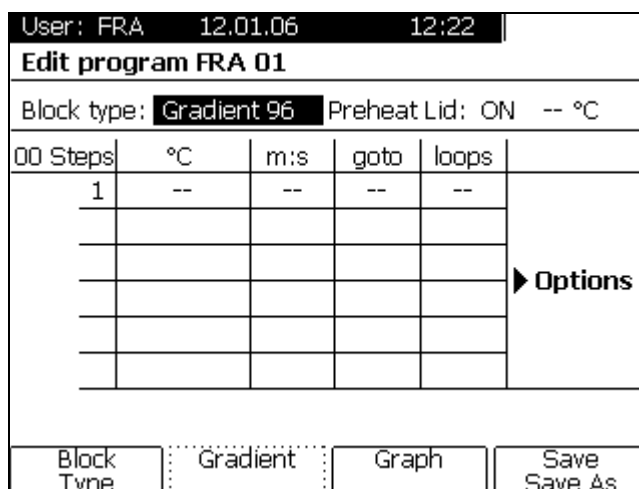 User: FRA 12.01.06 12:22
Edit program FRA 01
Block type: Gradient 96 Preheat Lid: ON -- °C
00 Steps °C m:s goto loops
1 -- -- -- --
Options
Block Type Gradient Graph Save Save As